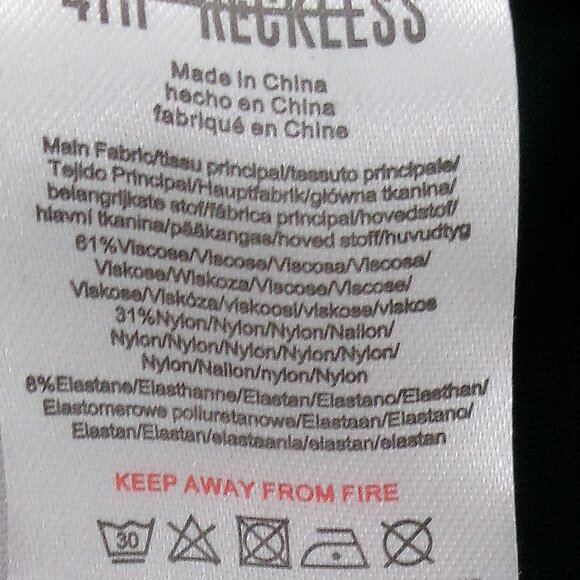 4TH RECKLESS
Made in China
hecho en China
fabriqué en Chine
Main Fabric/tissu principal/tessuto principale/
Tejido Principal/Hauptfabrik/główna tkanina/
belangrijkste stof/fábrica principal/hovedstof/
hlavní tkanina/pääkangas/hoved stoff/huvudtyg
61%Viscose/Viscose/Viscosa/Viscosa/
Viskose/Wiskoza/Viscose/Viscose/
Viskose/Viskóza/viskoosi/viskose/viskos
31%Nylon/Nylon/Nylon/Nailon/
Nylon/Nylon/Nylon/Nylon/Nylon/
Nylon/Nailon/nylon/Nylon
8%Elastane/Elasthanne/Elastan/Elastano/Elasthan/
Elastomerowe poliuretanowe/Elastaan/Elastano/
Elastan/Elastan/elastaania/elastan/elastan
KEEP AWAY FROM FIRE
30